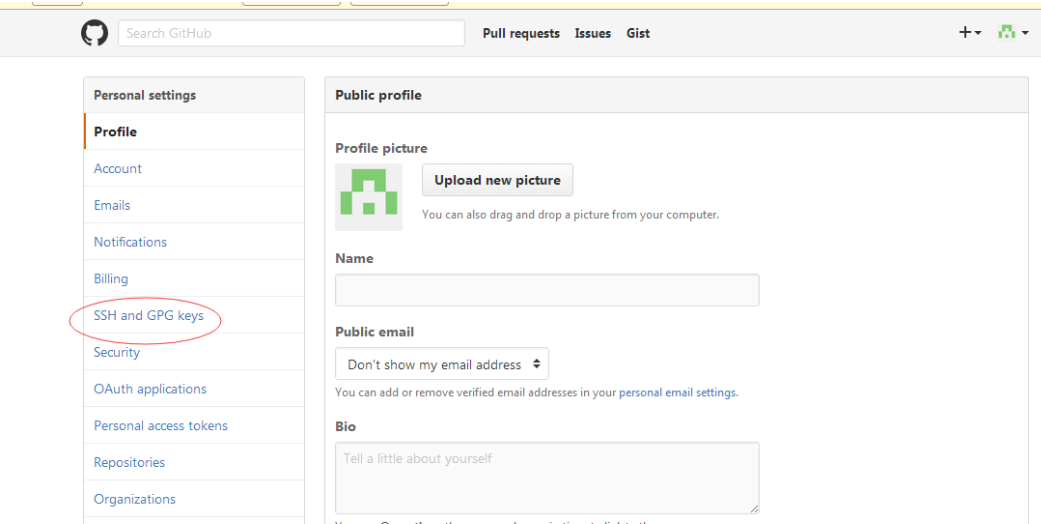 Search GitHub
Pull requests Issues Gist
Personal settings
Profile
Account
Emails
Notifications
Billing
SSH and GPG keys
Security
OAuth applications
Personal access tokens
Repositories
Organizations
Public profile
Profile picture
Upload new picture
You can also drag and drop a picture from your computer.
Name
Public email
Don't show my email address
You can add or remove verified email addresses in your personal email settings.
Bio
Tell a little about yourself